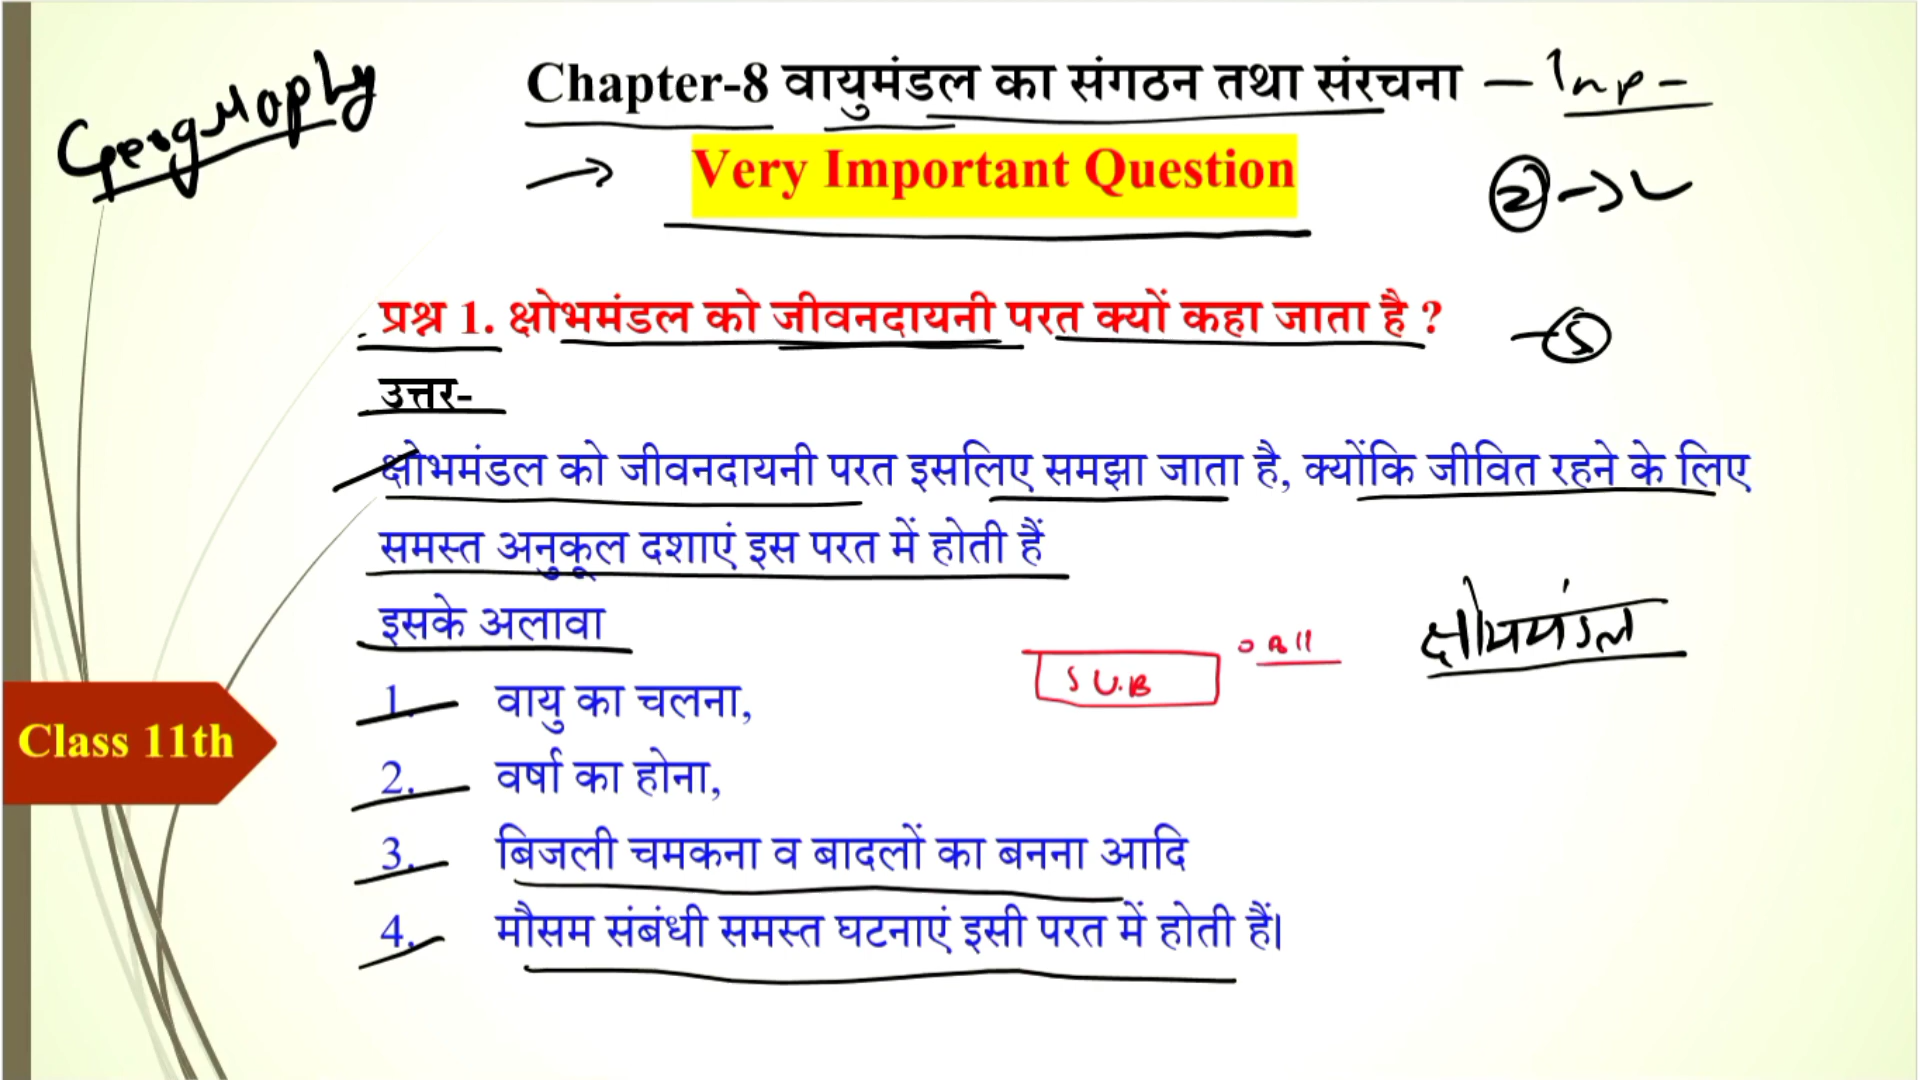 Geography
Chapter-8 वायुमंडल का संगठन तथा संरचना - Imp -
Very Important Question
2
प्रश्न 1. क्षोभमंडल को जीवनदायनी परत क्यों कहा जाता है ?
उत्तर-
क्षोभमंडल को जीवनदायनी परत इसलिए समझा जाता है, क्योंकि जीवित रहने के लिए
समस्त अनुकूल दशाएं इस परत में होती हैं
इसके अलावा
क्षोभमंडल
SUB
1. वायु का चलना,
Class 11th
2. वर्षा का होना,
3. बिजली चमकना व बादलों का बनना आदि
4. मौसम संबंधी समस्त घटनाएं इसी परत में होती हैं।